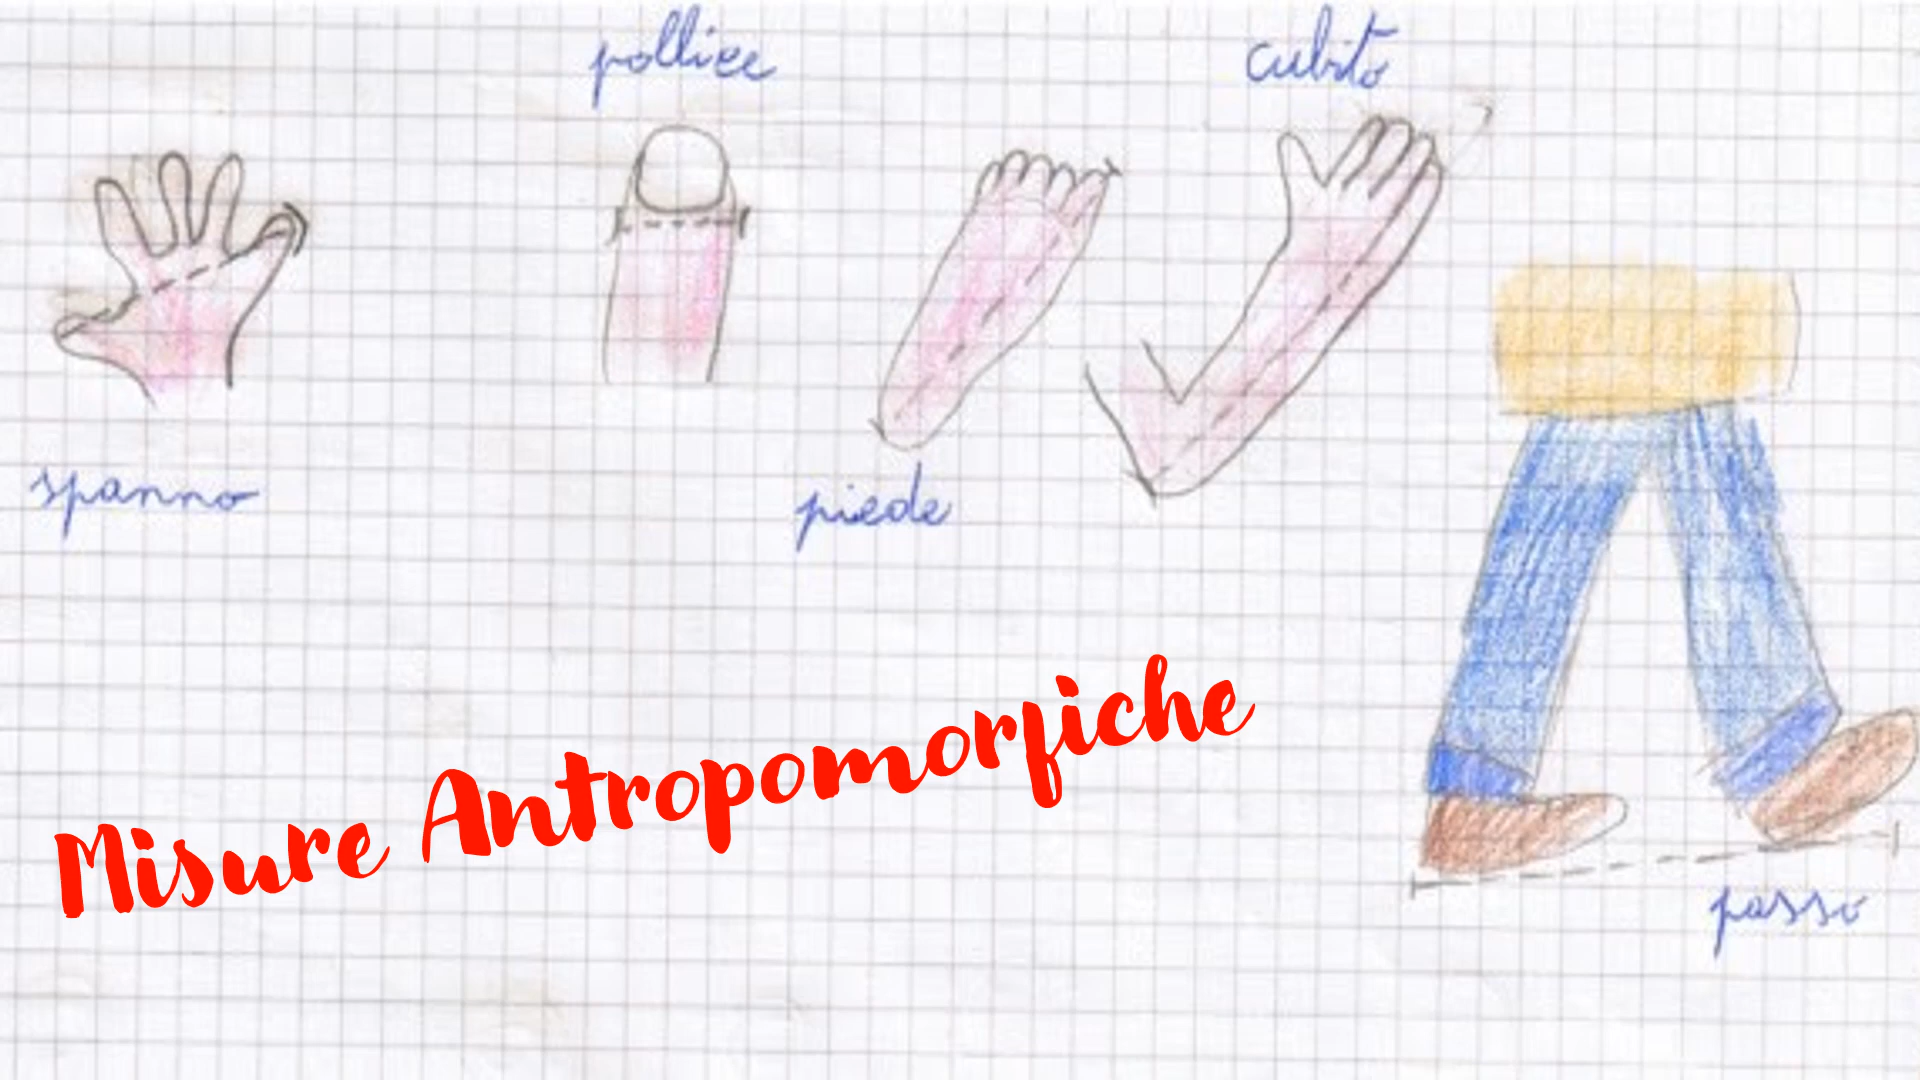 pollice
cubito
spanno
piede
Misure Antropomorfiche
passo